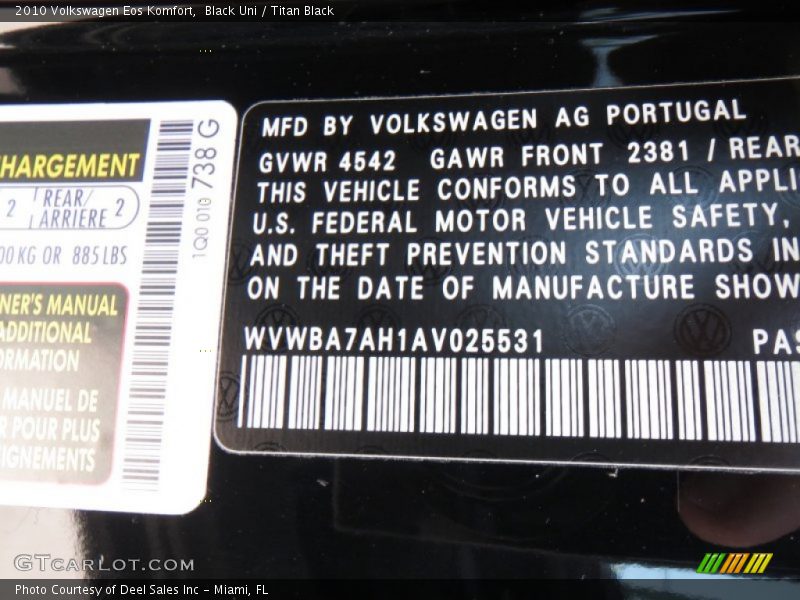 2010 Volkswagen Eos Komfort,  Black Uni / Titan Black
HARGEMENT
2 REAR/ ARRIÈRE 2
00 KG OR 885 LBS
NER'S MANUAL
ADDITIONAL
ORMATION
MANUEL DE
R POUR PLUS
IGNEMENTS
1Q0 010 738 G
MFD BY VOLKSWAGEN AG PORTUGAL
GVWR 4542 GAWR FRONT 2381 / REAR
THIS VEHICLE CONFORMS TO ALL APPLI
U.S. FEDERAL MOTOR VEHICLE SAFETY,
AND THEFT PREVENTION STANDARDS IN
ON THE DATE OF MANUFACTURE SHOW
WVWBA7AH1AV025531 PAS
GTCARLOT.COM
Photo Courtesy of Deel Sales Inc - Miami, FL